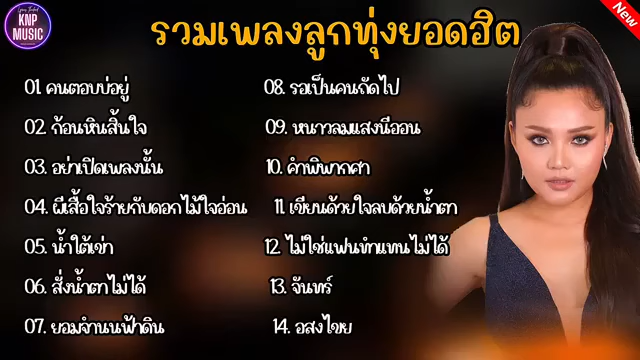 KNP
MUSIC
รวมเพลงลูกทุ่งยอดฮิต
New
01. คนตอบบ่อยู่
02. ก้อนหินสิ้นใจ
03. อย่าเปิดเพลงนั้น
04. ผีเสื้อใจร้ายกับดอกไม้ใจอ่อน
05. น้ำใต้เข่า
06. สั่งน้ำตาไม่ได้
07. ยอมจำนนฟ้าดิน
08. รอเป็นคนถัดไป
09. หนาวลมแสงนีออน
10. คำพิพากศา
11. เขียนด้วยใจลบด้วยน้ำตา
12. ไม่ใช่แฟนทำแทนไม่ได้
13. จันทร์
14. อสงไขย